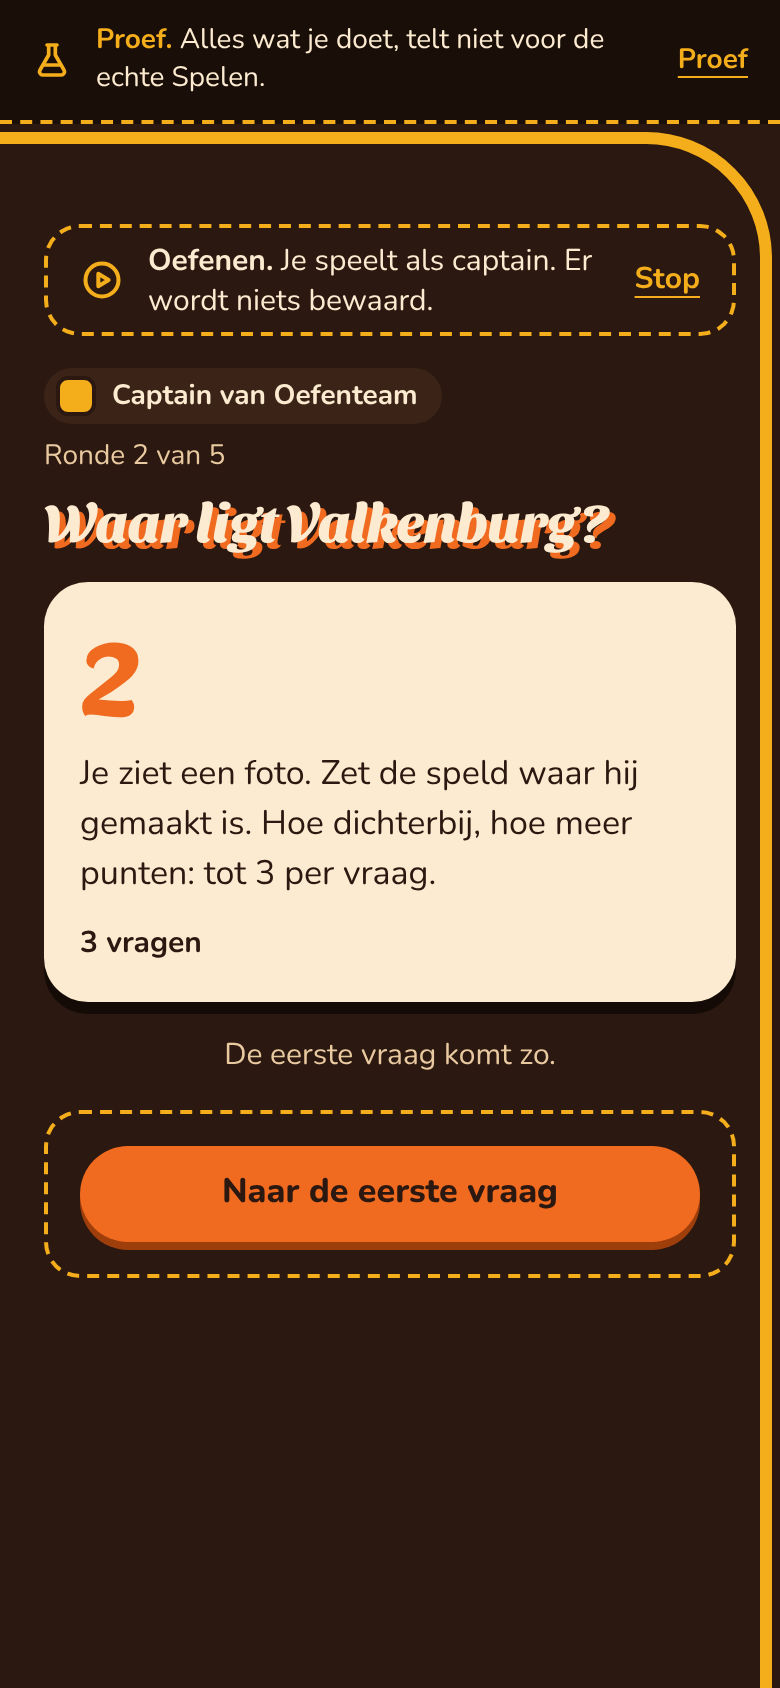 Proef. Alles wat je doet, telt niet voor de
echte Spelen.
Proef
Oefenen. Je speelt als captain. Er
wordt niets bewaard.
Stop
Captain van Oefenteam
Ronde 2 van 5
Waar ligt Valkenburg?
2
Je ziet een foto. Zet de speld waar hij
gemaakt is. Hoe dichterbij, hoe meer
punten: tot 3 per vraag.
3 vragen
De eerste vraag komt zo.
Naar de eerste vraag